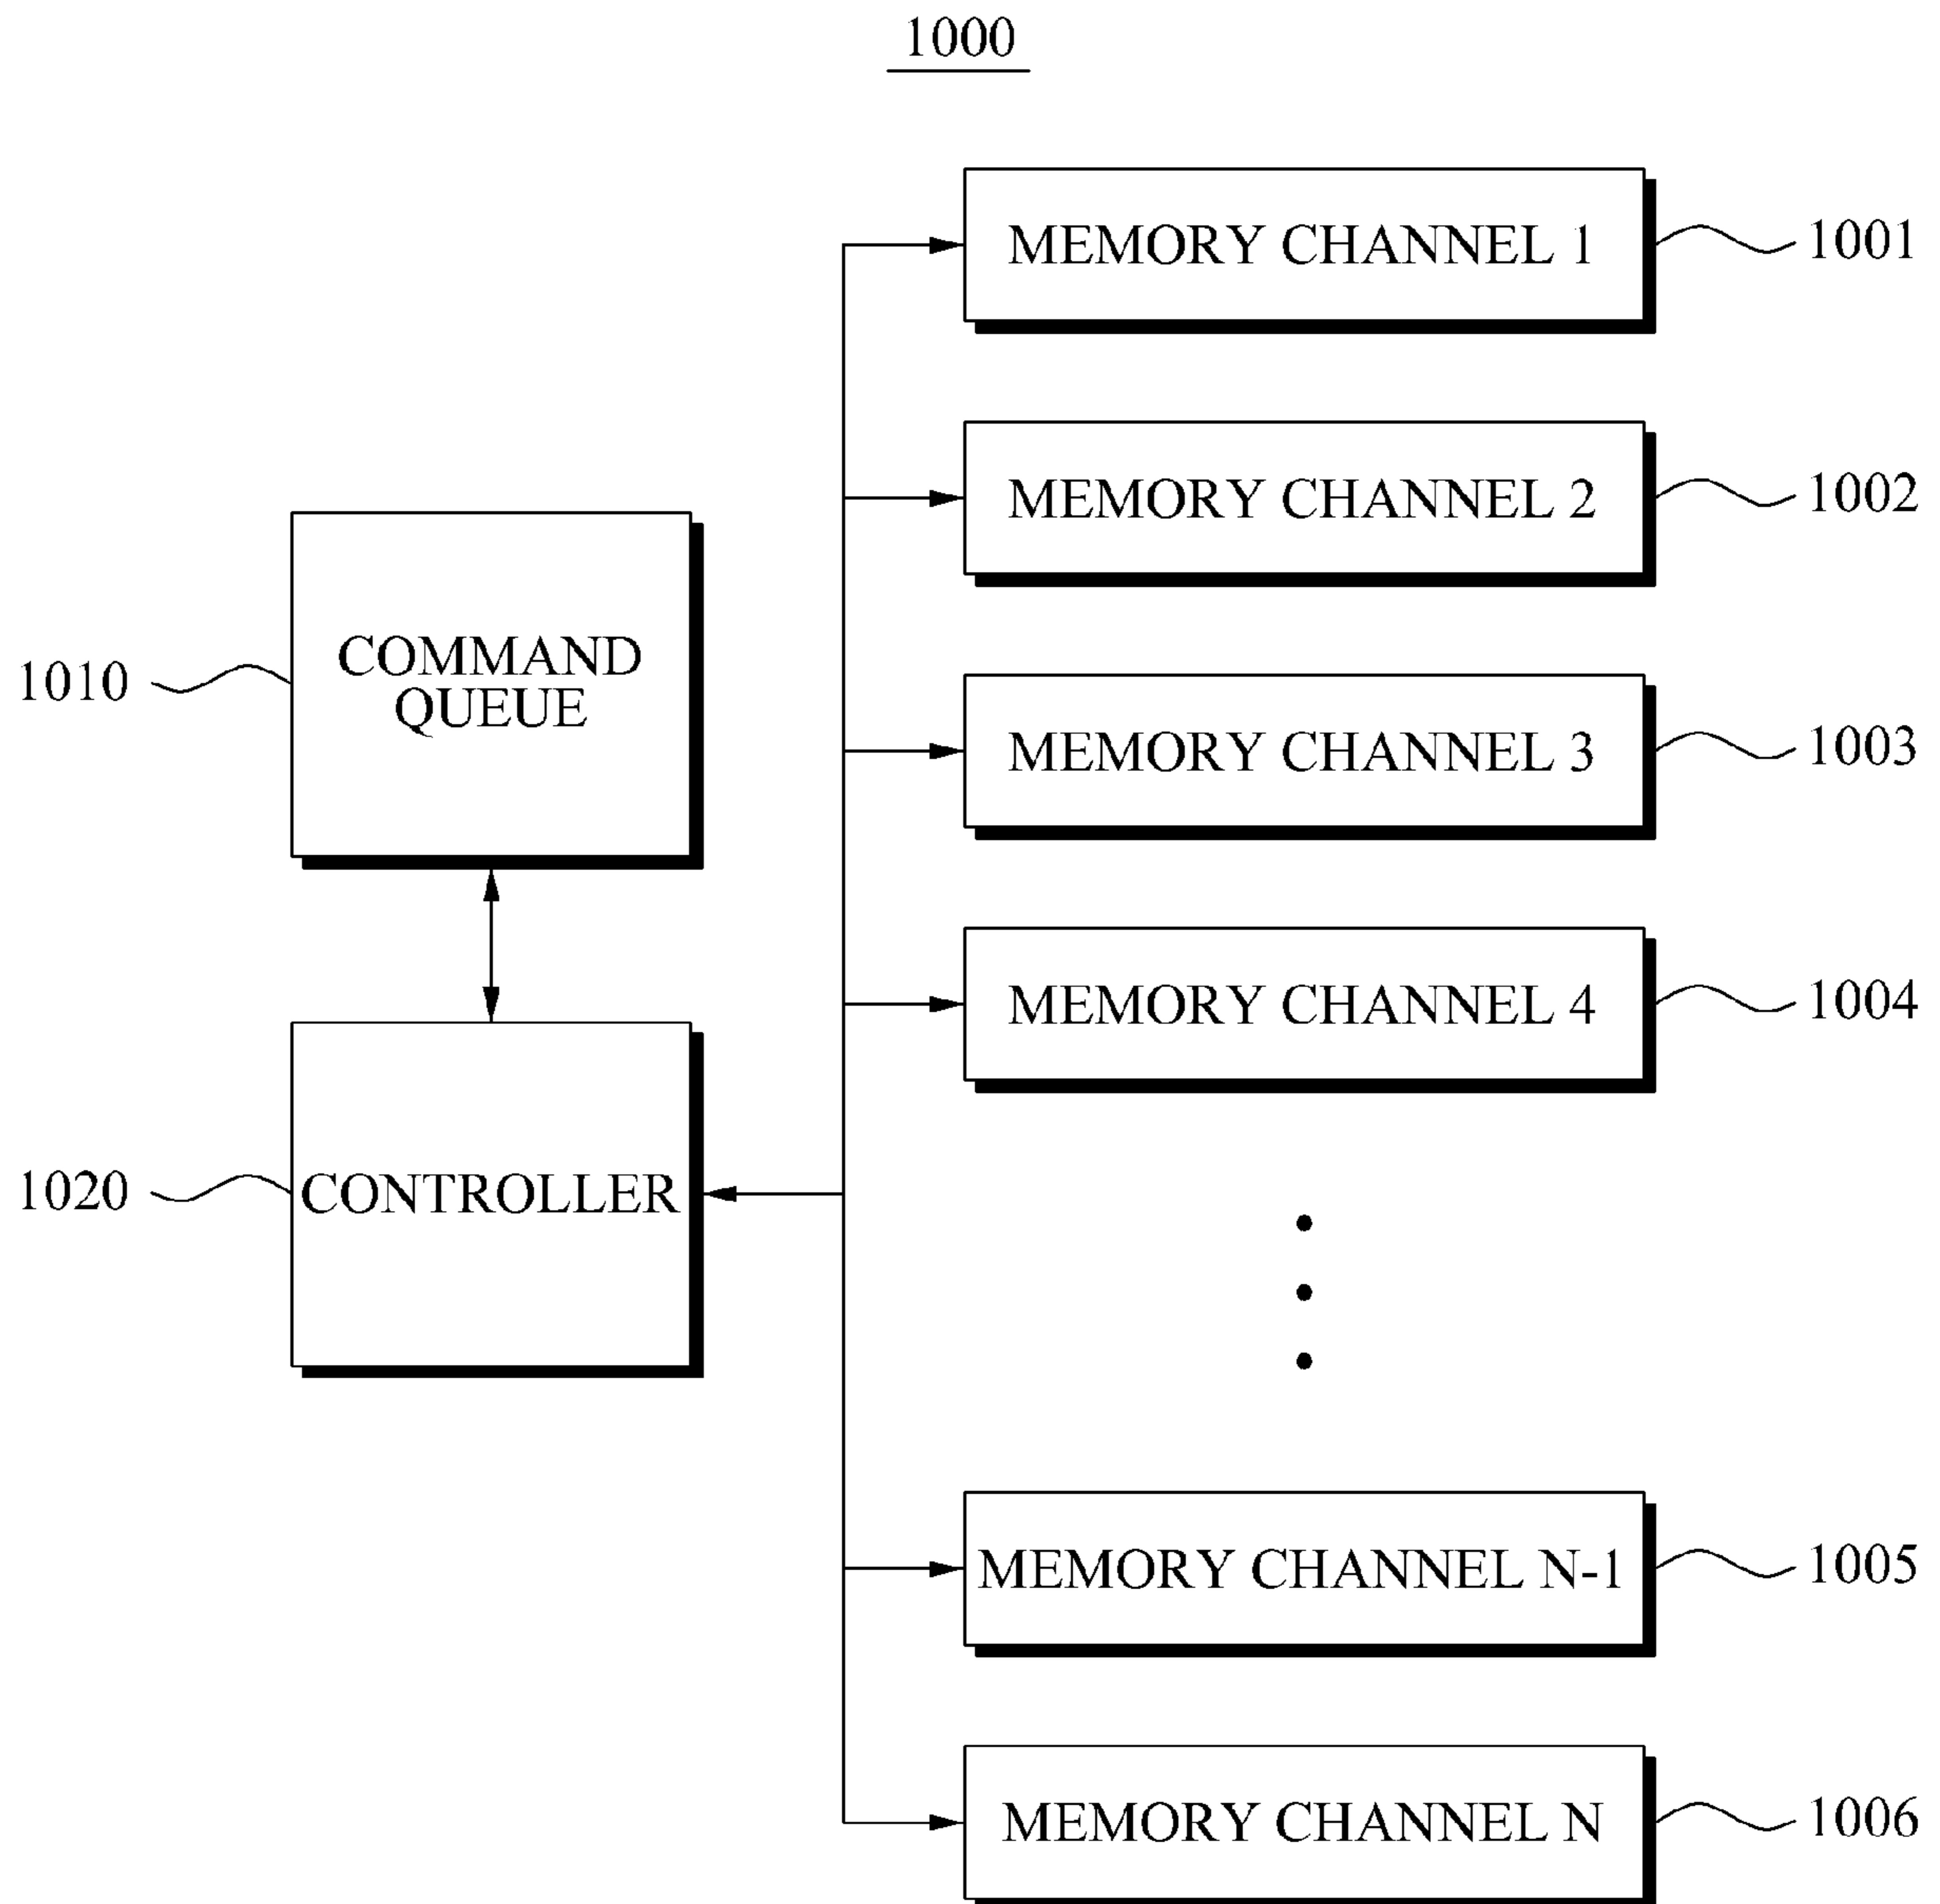 1000
MEMORY CHANNEL 1
1001
MEMORY CHANNEL 2
1002
COMMAND
QUEUE
1010
MEMORY CHANNEL 3
1003
MEMORY CHANNEL 4
1004
1020
CONTROLLER
MEMORY CHANNEL N-1
1005
MEMORY CHANNEL N
1006